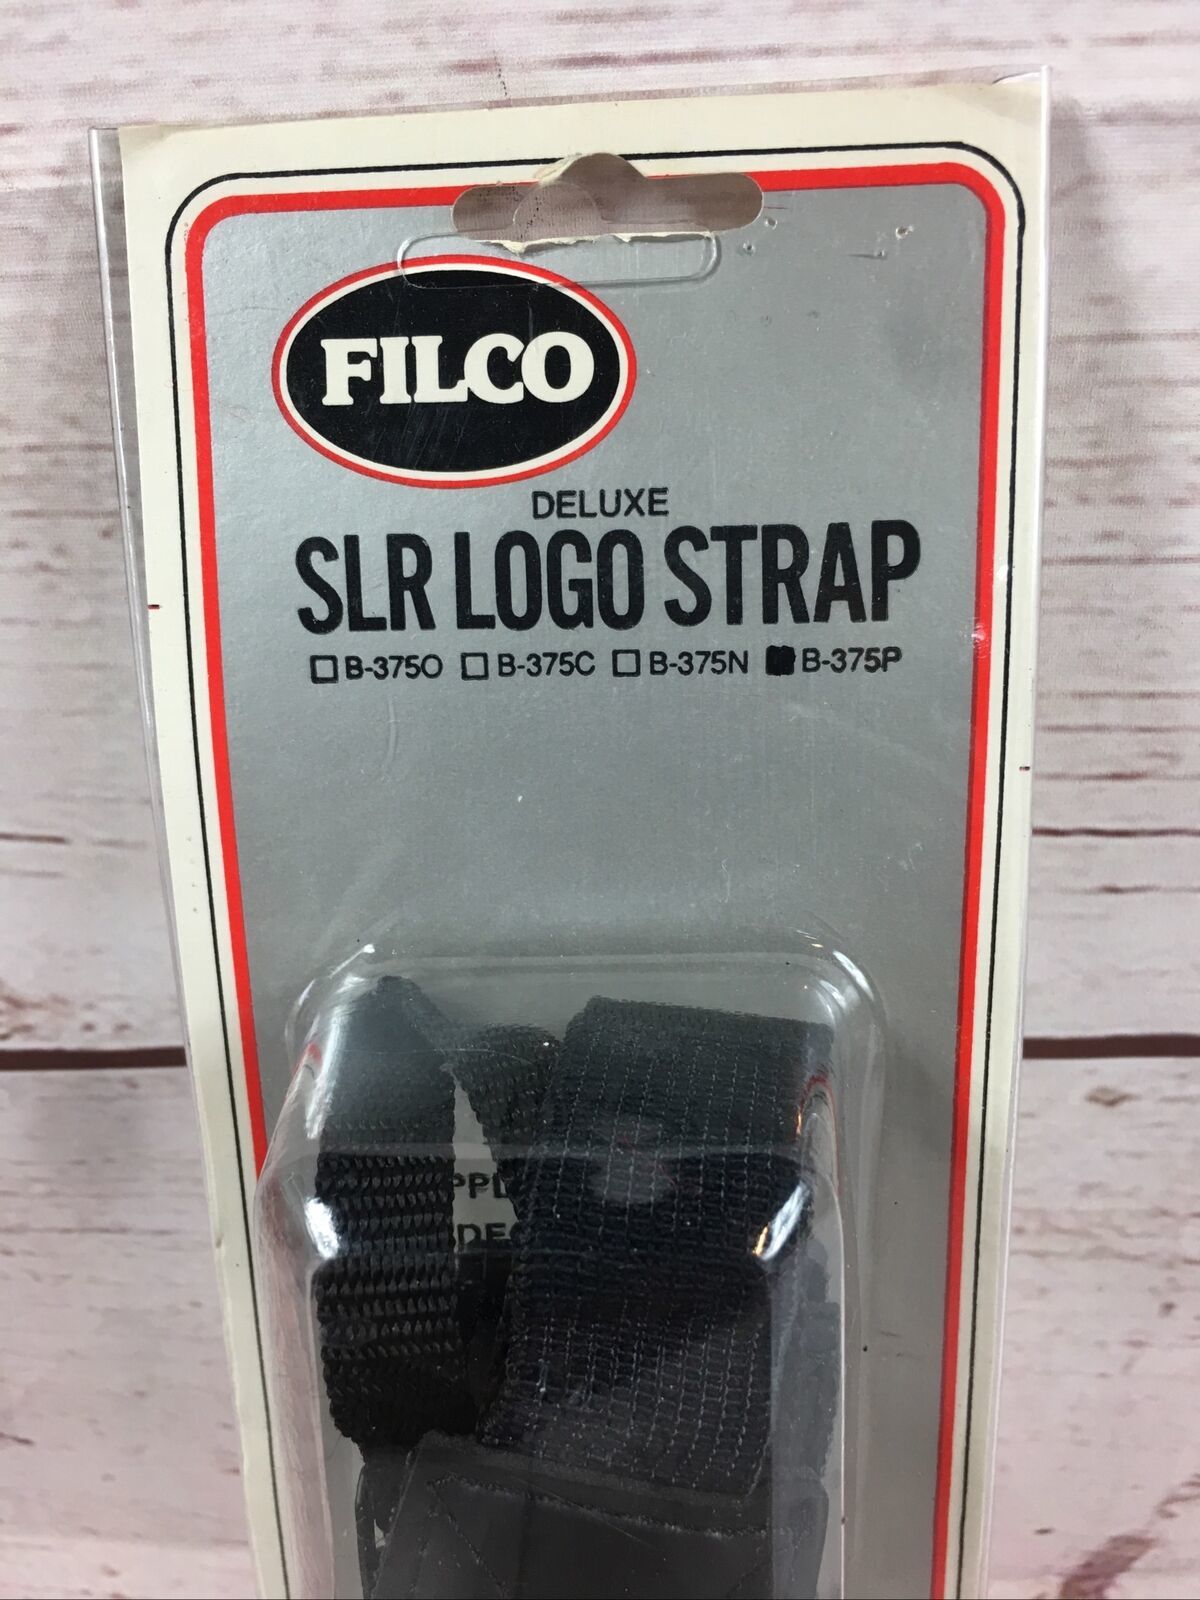 FILCO
DELUXE
SLR LOGO STRAP
☐ B-375O ☐ B-375C ☐ B-375N ■ B-375P